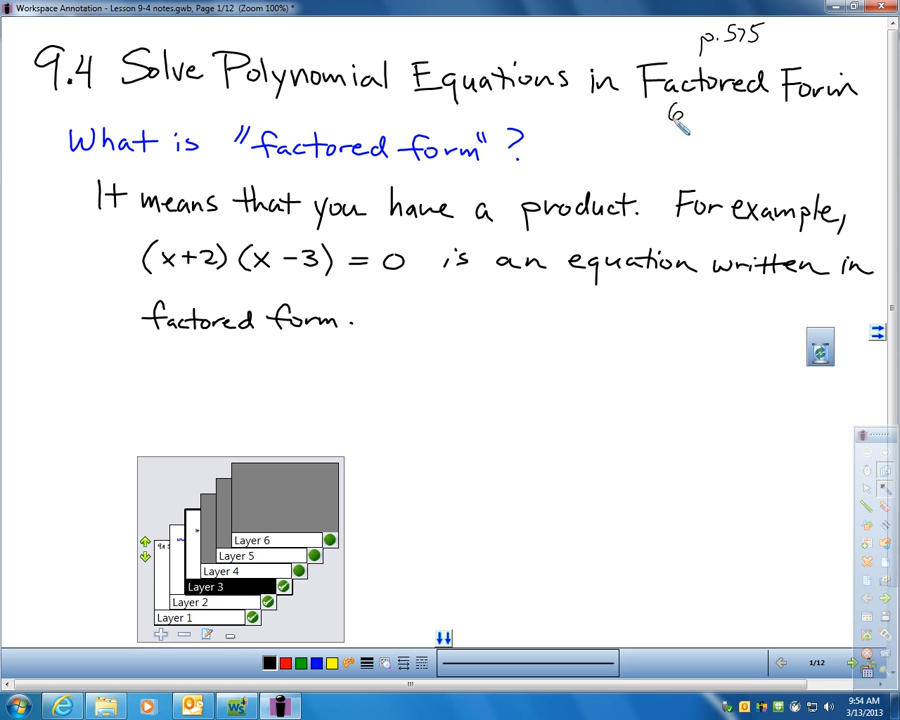 Workspace Annotation - Lesson 9-4 notes.gwb, Page 1/12 (Zoom 100%) *
p.575
9.4 Solve Polynomial Equations in Factored Form
6
What is "factored form"?
It means that you have a product. For example,
(x+2)(x-3) = 0 is an equation written in
factored form.
Layer 6
Layer 5
Layer 4
Layer 3
Layer 2
Layer 1
1/12
9:54 AM
3/13/2013